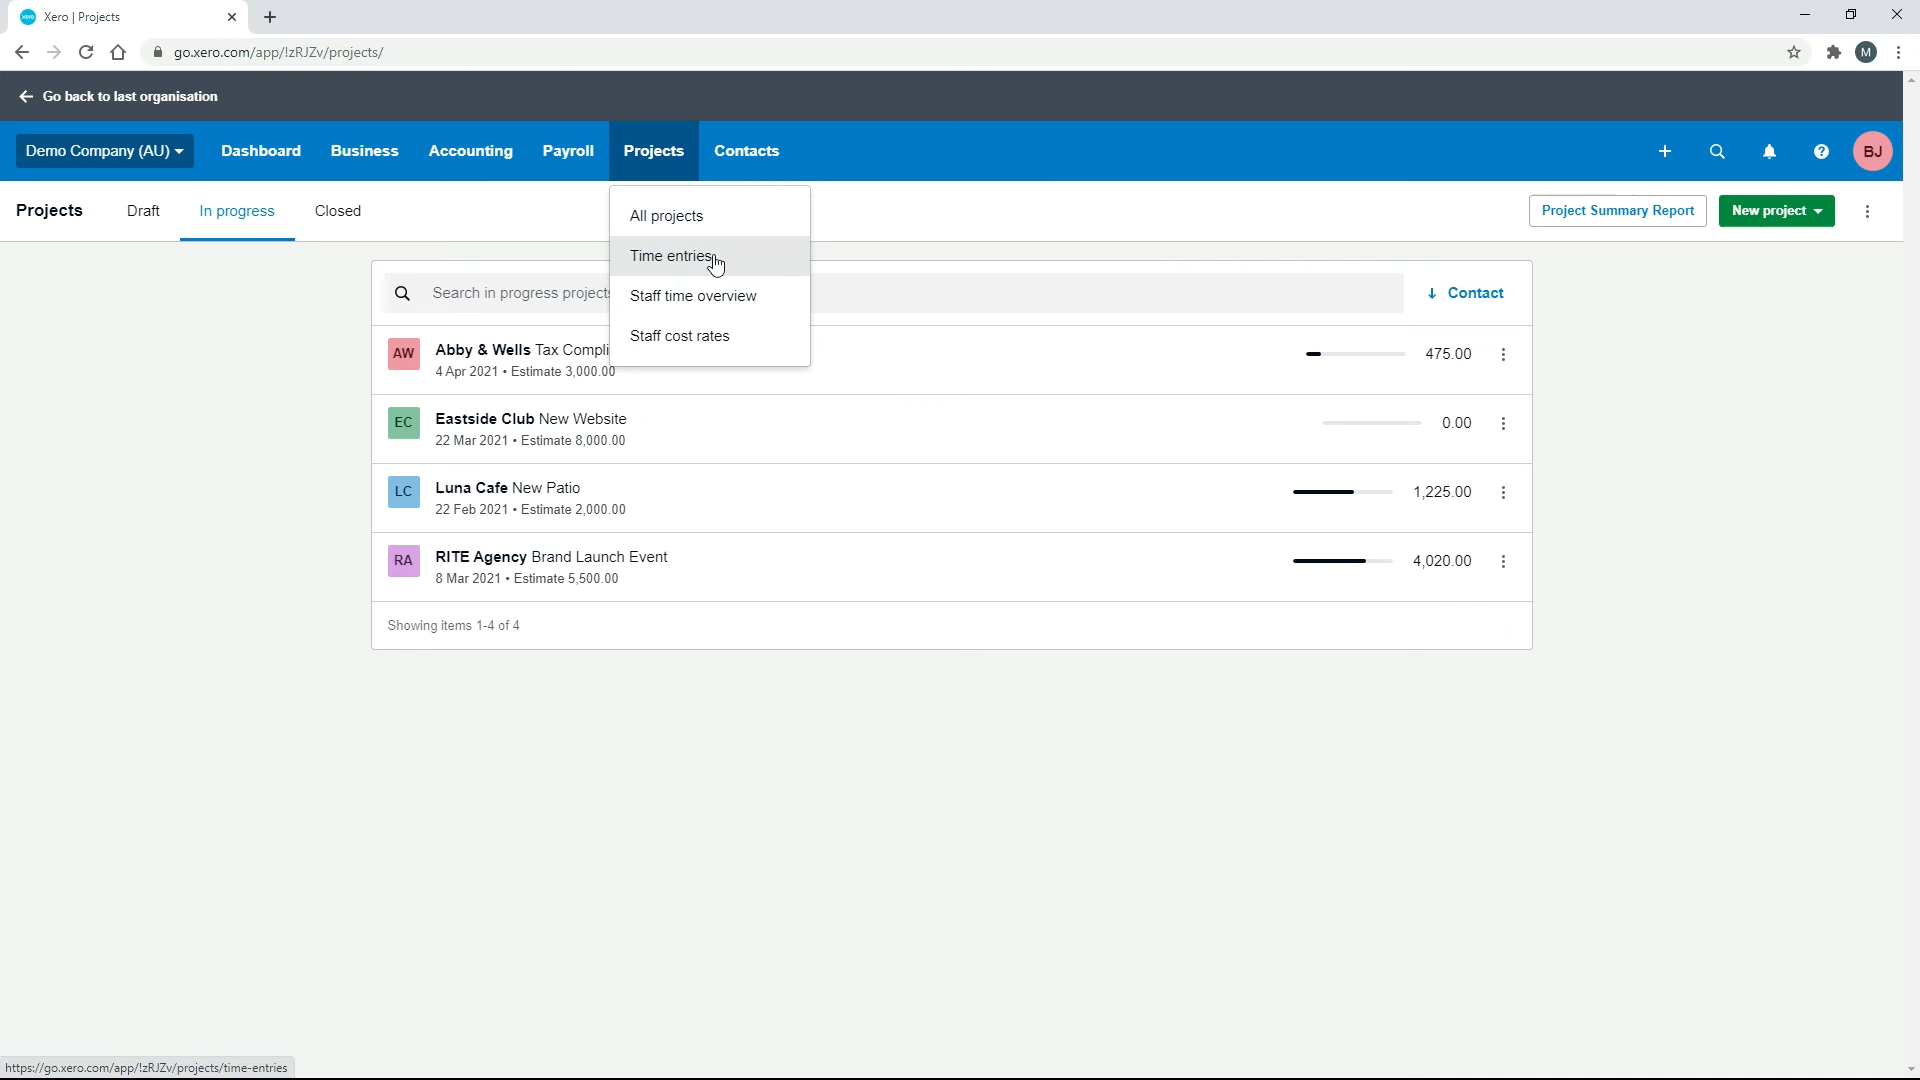 Xero | Projects
go.xero.com/app/!zRJZv/projects/
M
Go back to last organisation
Demo Company (AU)
Dashboard
Business
Accounting
Payroll
Projects
Contacts
BJ
Projects
Draft
In progress
Closed
Project Summary Report
New project
All projects
Time entries
Staff time overview
Staff cost rates
Search in progress projects
Contact
AW
Abby & Wells Tax Compli
4 Apr 2021 • Estimate 3,000.00
475.00
EC
Eastside Club New Website
22 Mar 2021 • Estimate 8,000.00
0.00
LC
Luna Cafe New Patio
22 Feb 2021 • Estimate 2,000.00
1,225.00
RA
RITE Agency Brand Launch Event
8 Mar 2021 • Estimate 5,500.00
4,020.00
Showing items 1-4 of 4
https://go.xero.com/app/!zRJZv/projects/time-entries